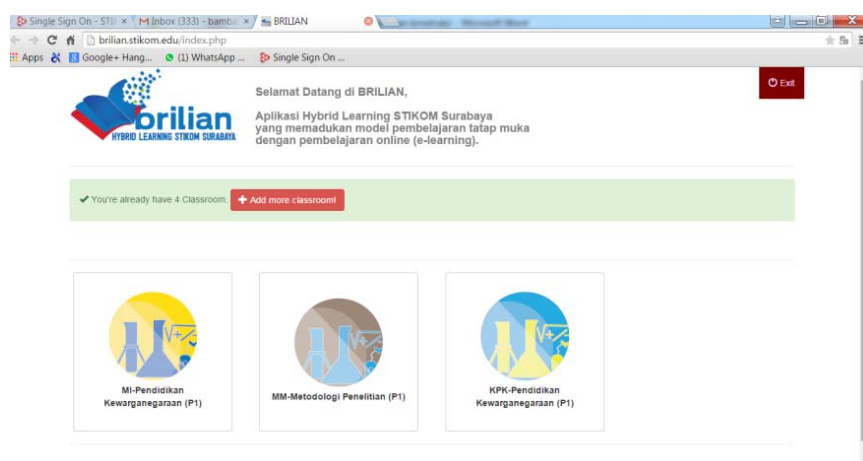 Single Sign On - STI
Inbox (333) - bamba
BRILIAN
Microsoft Word
brilian.stikom.edu/index.php
Apps
Google+ Hang...
(1) WhatsApp ...
Single Sign On ...
brilian
HYBRID LEARNING STIKOM SURABAYA
Selamat Datang di BRILIAN,
Aplikasi Hybrid Learning STIKOM Surabaya
yang memadukan model pembelajaran tatap muka
dengan pembelajaran online (e-learning).
Exit
You're already have 4 Classroom.
Add more classroom!
MI-Pendidikan
Kewarganegaraan (P1)
MM-Metodologi Penelitian (P1)
KPK-Pendidikan
Kewarganegaraan (P1)